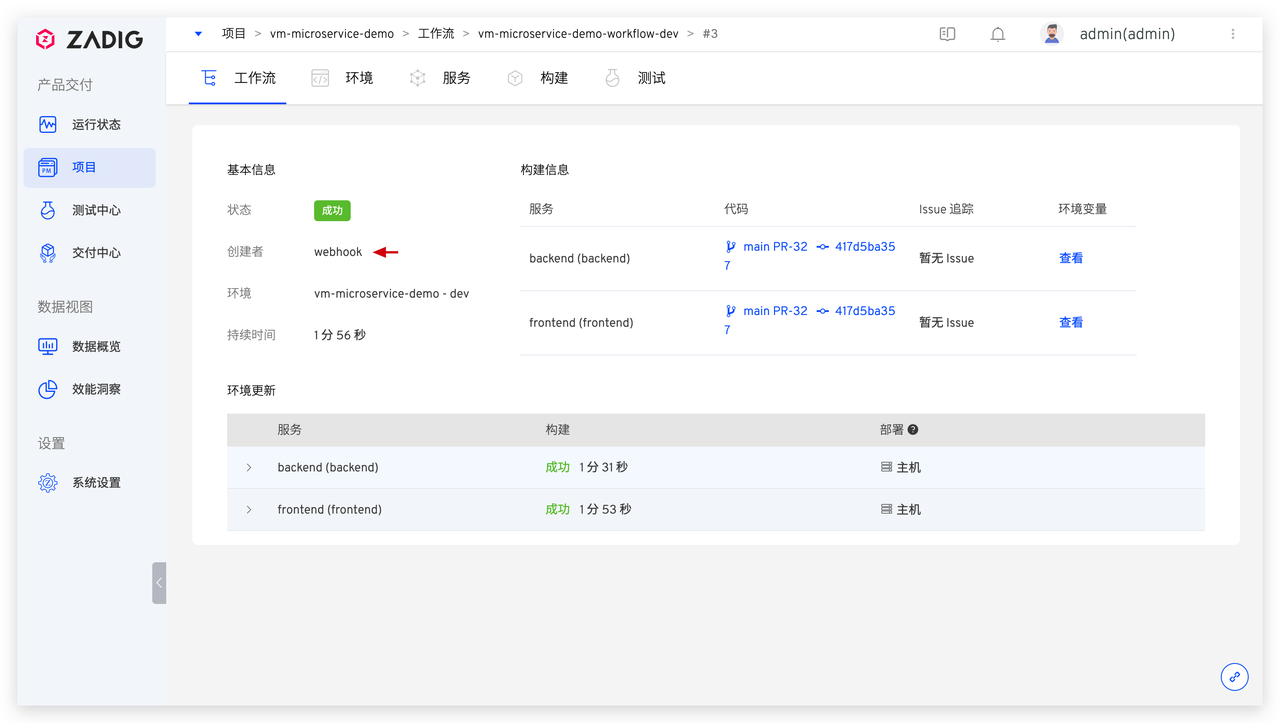 ZADIG
项目 > vm-microservice-demo > 工作流 > vm-microservice-demo-workflow-dev > #3
admin(admin)
工作流 环境 服务 构建 测试
产品交付
运行状态
PM 项目
测试中心
交付中心
数据视图
数据概览
效能洞察
设置
系统设置
基本信息
状态 成功
创建者 webhook
环境 vm-microservice-demo - dev
持续时间 1 分 56 秒
构建信息
服务 代码 Issue 追踪 环境变量
backend (backend) main PR-32 417d5ba35
7 暂无 Issue 查看
frontend (frontend) main PR-32 417d5ba35
7 暂无 Issue 查看
环境更新
服务 构建 部署 ?
backend (backend) 成功 1 分 31 秒 主机
frontend (frontend) 成功 1 分 53 秒 主机